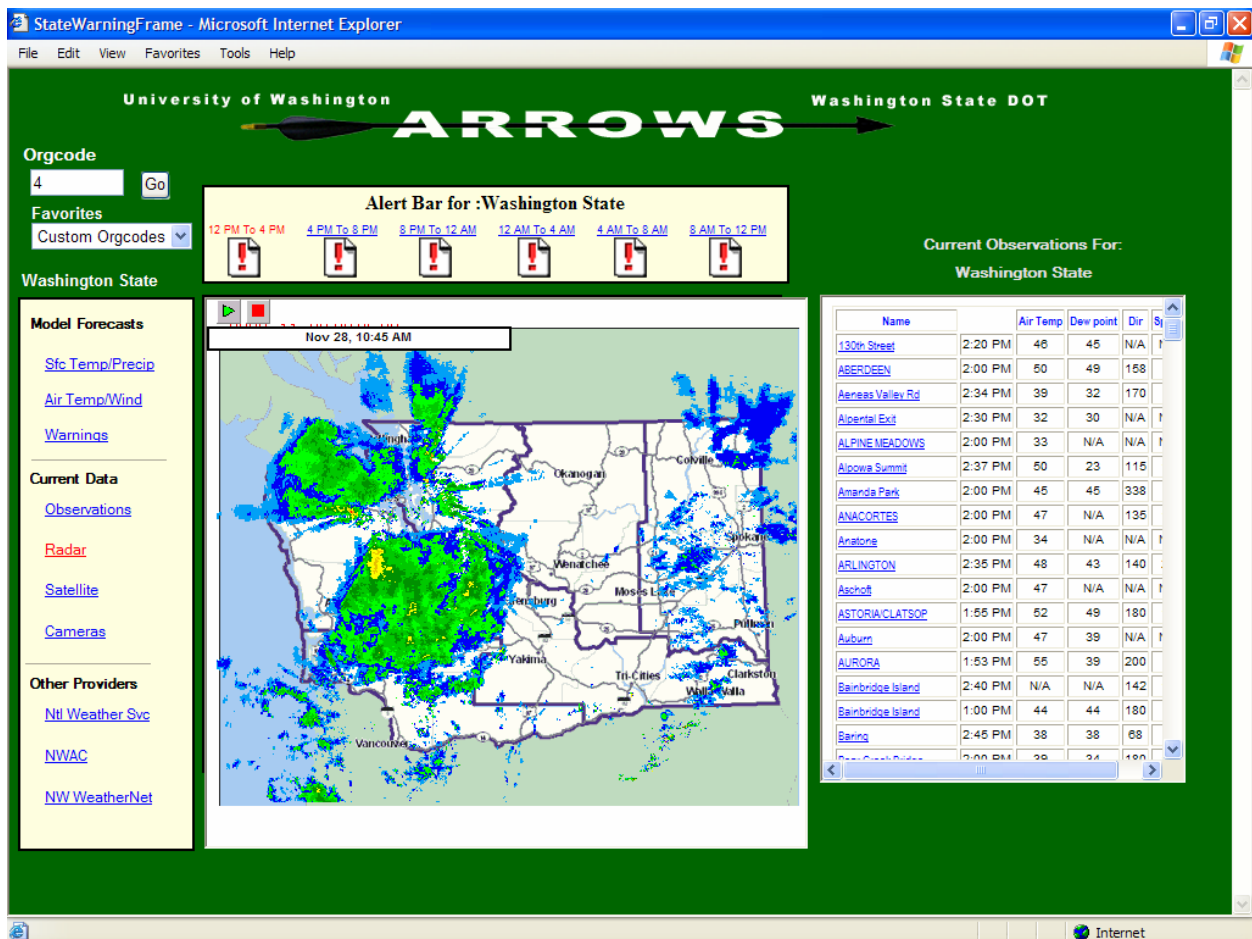 StateWarningFrame - Microsoft Internet Explorer
File Edit View Favorites Tools Help
University of Washington
ARROWS
Washington State DOT
Orgcode
4
Go
Favorites
Custom Orgcodes
Washington State
Alert Bar for :Washington State
12 PM To 4 PM 4 PM To 8 PM 8 PM To 12 AM 12 AM To 4 AM 4 AM To 8 AM 8 AM To 12 PM
Model Forecasts
Sfc Temp/Precip
Air Temp/Wind
Warnings
Current Data
Observations
Radar
Satellite
Cameras
Other Providers
Ntl Weather Svc
NWAC
NW WeatherNet
Nov 28, 10:45 AM
Okanogan
Colville
Spokane
Wenatchee
Moses
Pullman
Yakima
Tri-Cities
Clarkston
Walla Walla
Vancouver
Current Observations For:
Washington State
Name Air Temp Dew point Dir
130th Street 2:20 PM 46 45 N/A
ABERDEEN 2:00 PM 50 49 158
Aeneas Valley Rd 2:34 PM 39 32 170
Alpental Exit 2:30 PM 32 30 N/A
ALPINE MEADOWS 2:00 PM 33 N/A N/A
Alpowa Summit 2:37 PM 50 23 115
Amanda Park 2:00 PM 45 45 338
ANACORTES 2:00 PM 47 N/A 135
Anatone 2:00 PM 34 N/A N/A
ARLINGTON 2:35 PM 48 43 140
Aschoff 2:00 PM 47 N/A N/A
ASTORIA/CLATSOP 1:55 PM 52 49 180
Auburn 2:00 PM 47 39 N/A
AURORA 1:53 PM 55 39 200
Bainbridge Island 2:40 PM N/A N/A 142
Bainbridge Island 1:00 PM 44 44 180
Baring 2:45 PM 38 38 68
2:00 PM 39 34 180
Internet